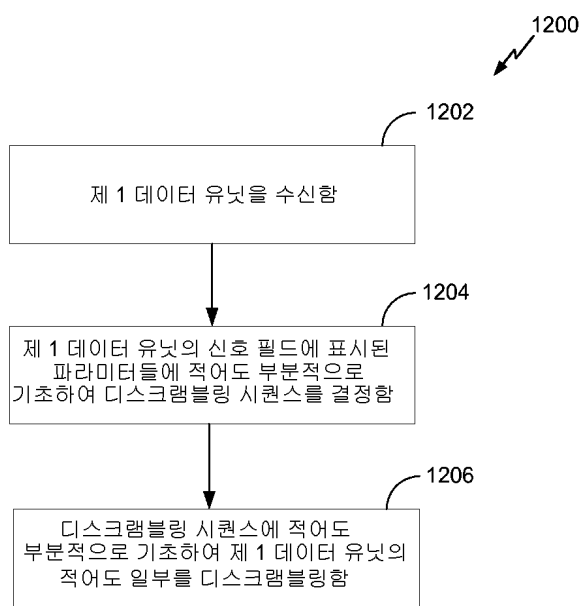 1200
1202
제 1 데이터 유닛을 수신함
1204
제 1 데이터 유닛의 신호 필드에 표시된
파라미터들에 적어도 부분적으로
기초하여 디스크램블링 시퀀스를 결정함
1206
디스크램블링 시퀀스에 적어도
부분적으로 기초하여 제 1 데이터 유닛의
적어도 일부를 디스크램블링함